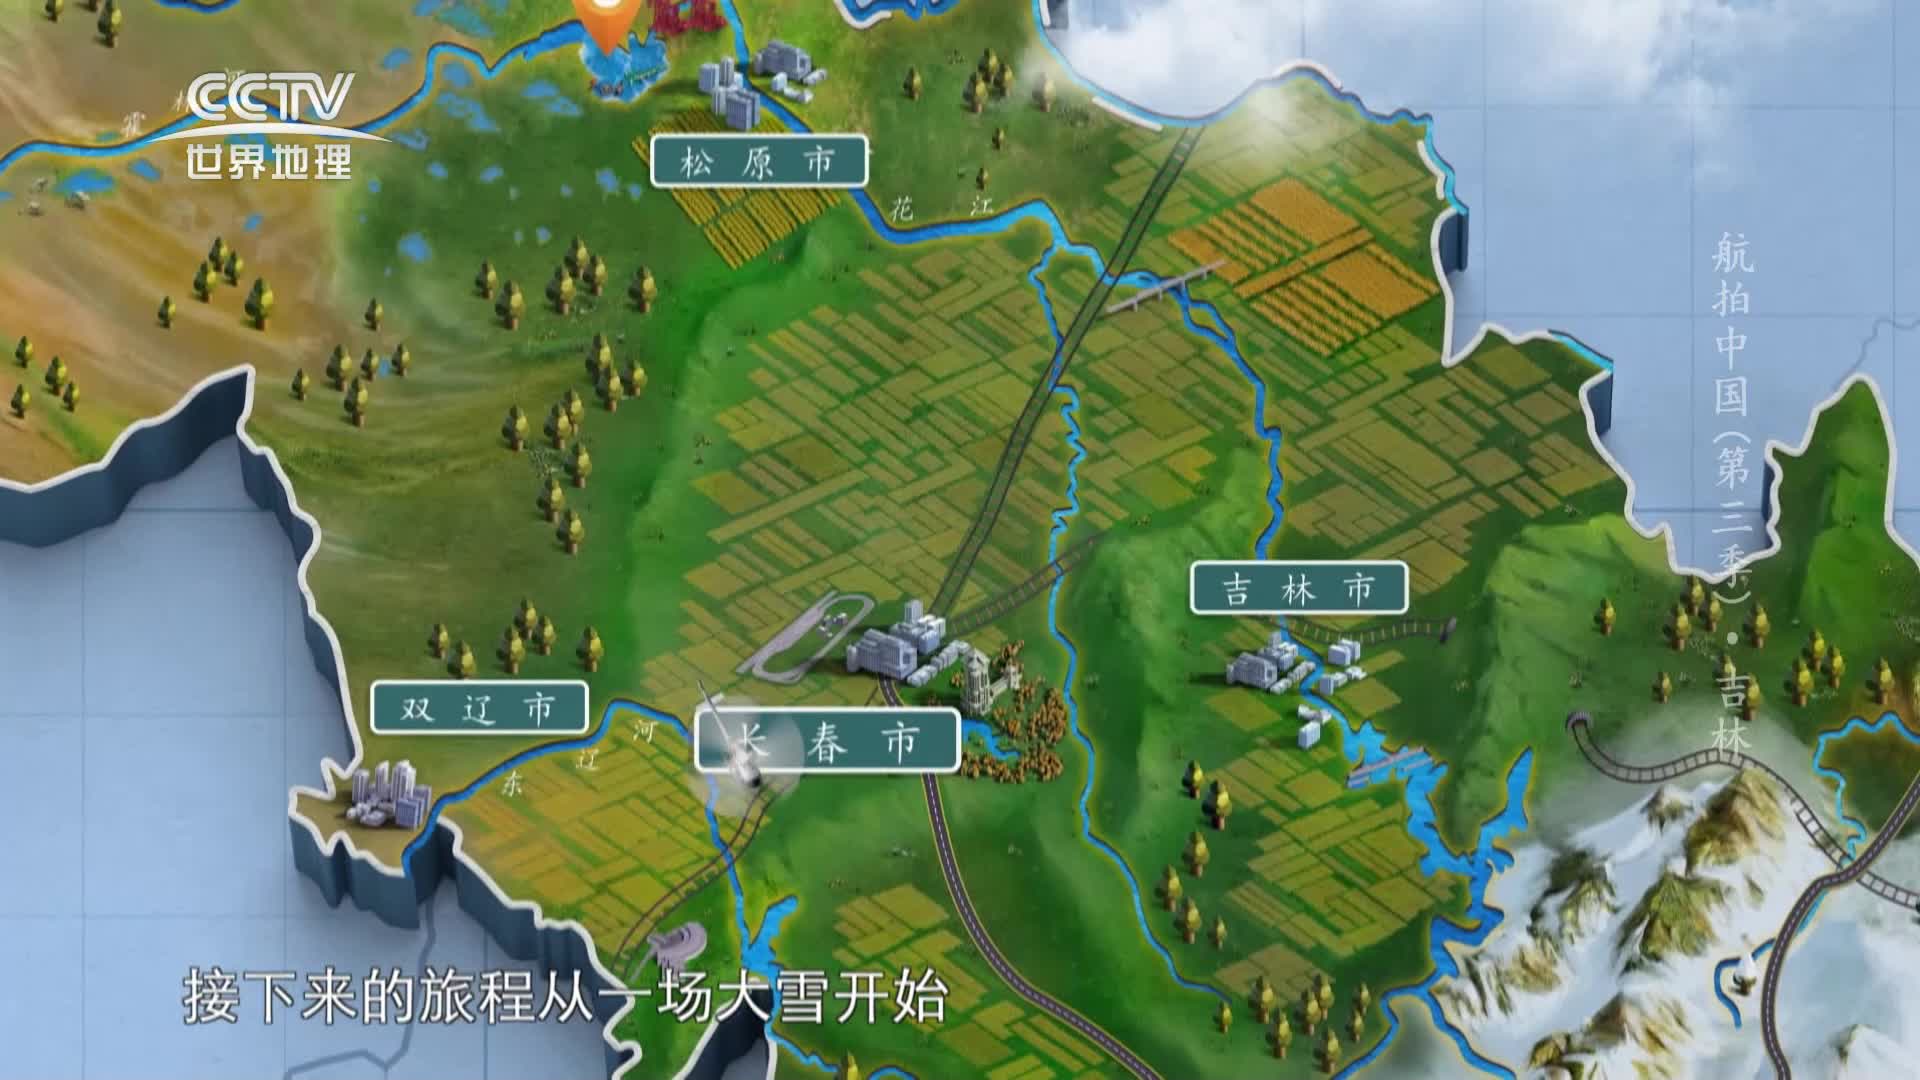 CCTV
世界地理
霍
河
松原市
花江
航拍中国(第三季)·吉林
吉林市
双辽市
长春市
东辽河
接下来的旅程从一场大雪开始